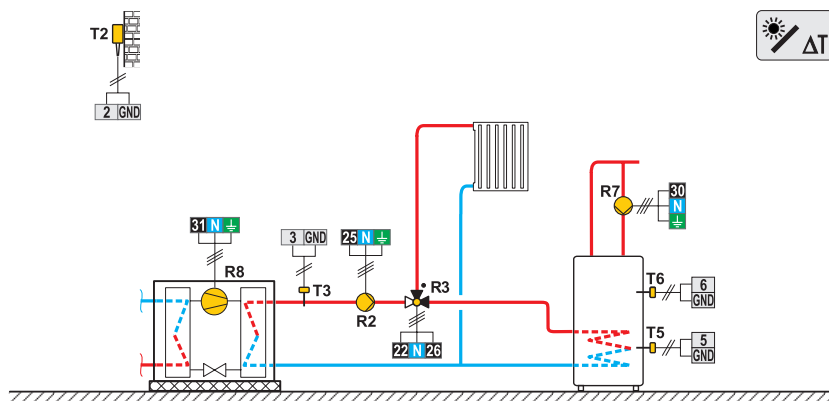 T2
2 GND
ΔT
R7
30
N
31 N
3 GND
25 N
R8
T3
R2
R3
22 N 26
T6
6
GND
T5
5
GND